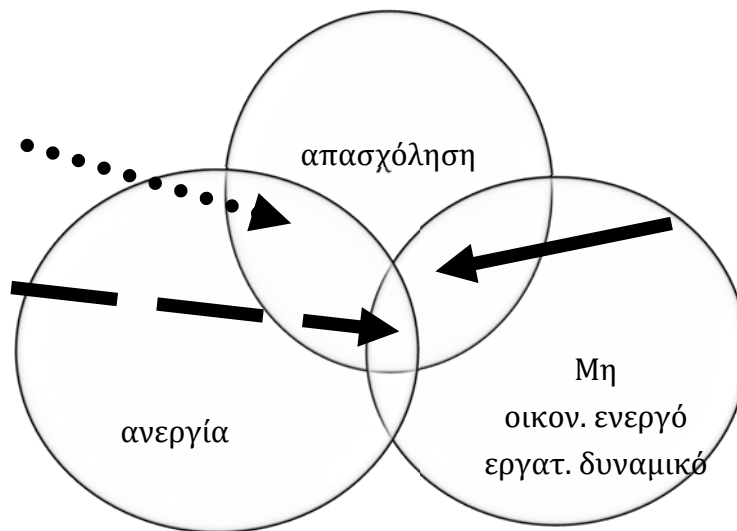 απασχόληση
ανεργία
Μη
οικον. ενεργό
εργατ. δυναμικό